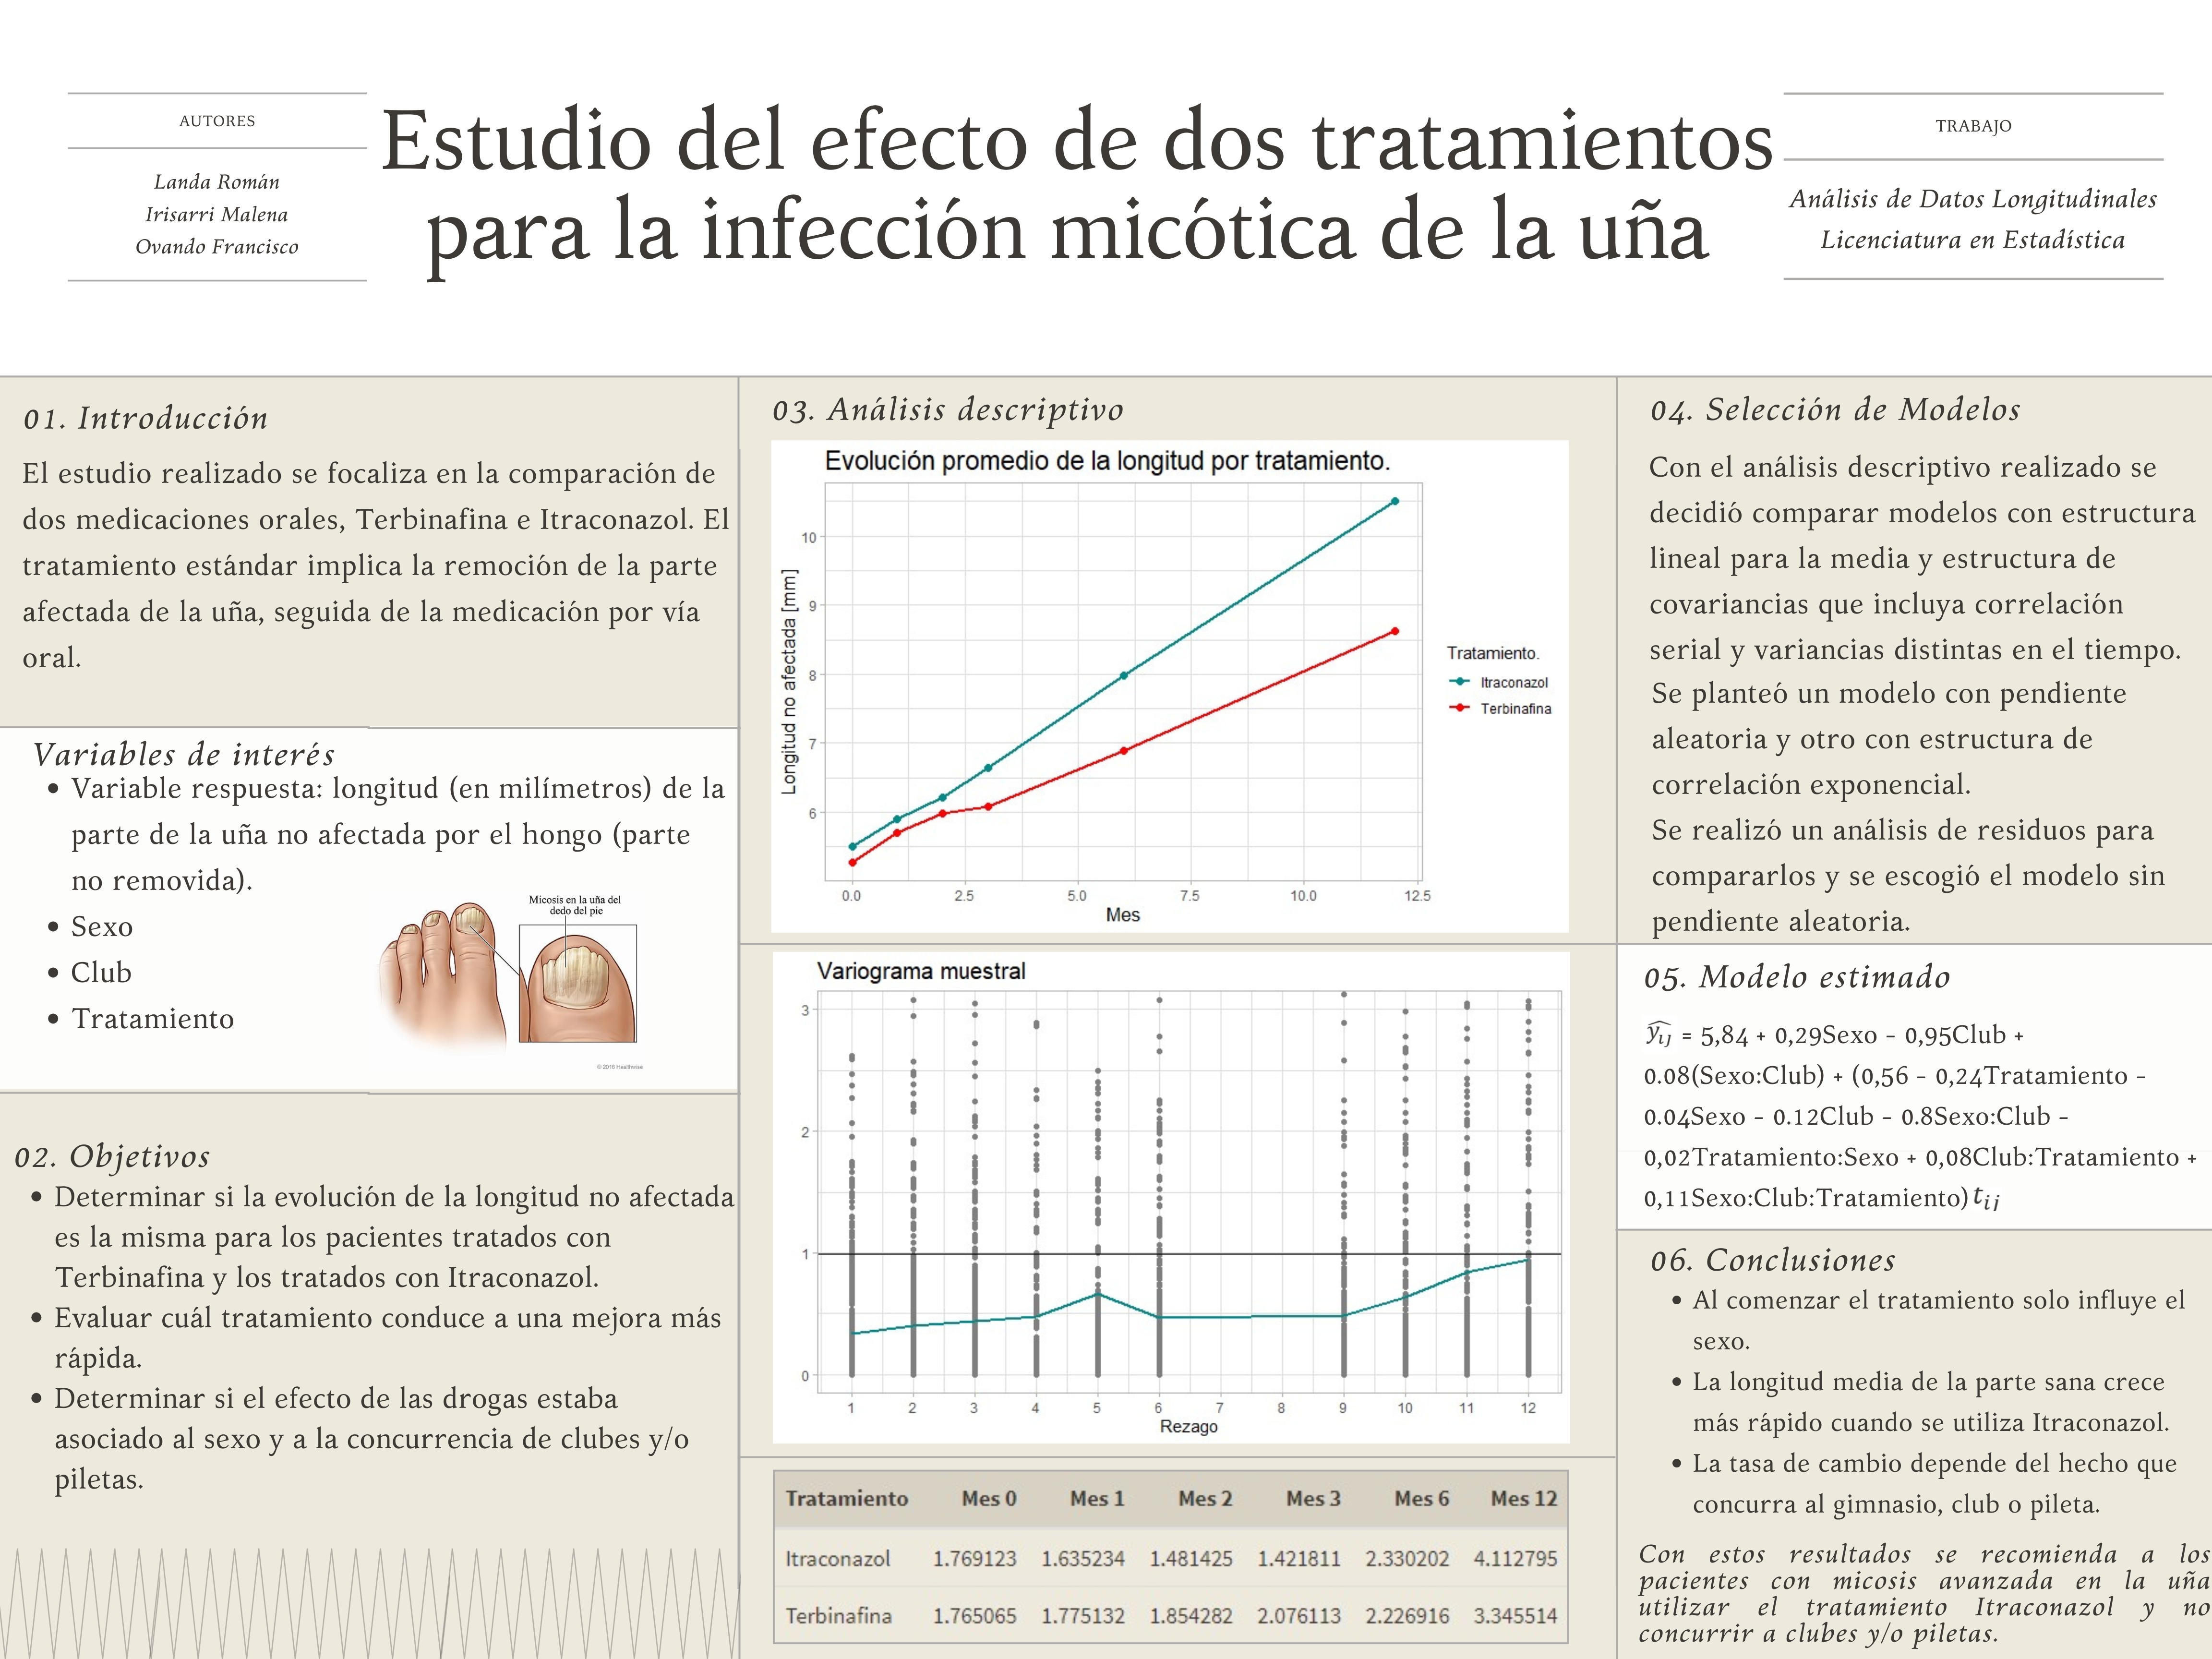 AUTORES
Landa Román
Irisarri Malena
Ovando Francisco
Estudio del efecto de dos tratamientos
para la infección micótica de la uña
TRABAJO
Análisis de Datos Longitudinales
Licenciatura en Estadística
01. Introducción
El estudio realizado se focaliza en la comparación de
dos medicaciones orales, Terbinafina e Itraconazol. El
tratamiento estándar implica la remoción de la parte
afectada de la uña, seguida de la medicación por vía
oral.
Variables de interés
• Variable respuesta: longitud (en milímetros) de la
parte de la uña no afectada por el hongo (parte
no removida).
• Sexo
• Club
• Tratamiento
Micosis en la uña del
dedo del pie
© 2016 Healthwise
02. Objetivos
• Determinar si la evolución de la longitud no afectada
es la misma para los pacientes tratados con
Terbinafina y los tratados con Itraconazol.
• Evaluar cuál tratamiento conduce a una mejora más
rápida.
• Determinar si el efecto de las drogas estaba
asociado al sexo y a la concurrencia de clubes y/o
piletas.
03. Análisis descriptivo
Evolución promedio de la longitud por tratamiento.
Longitud no afectada [mm]
10
9
8
7
6
0.0 2.5 5.0 7.5 10.0 12.5
Mes
Tratamiento.
Itraconazol
Terbinafina
Variograma muestral
3
2
1
0
1 2 3 4 5 6 7 8 9 10 11 12
Rezago
Tratamiento Mes 0 Mes 1 Mes 2 Mes 3 Mes 6 Mes 12
Itraconazol 1.769123 1.635234 1.481425 1.421811 2.330202 4.112795
Terbinafina 1.765065 1.775132 1.854282 2.076113 2.226916 3.345514
04. Selección de Modelos
Con el análisis descriptivo realizado se
decidió comparar modelos con estructura
lineal para la media y estructura de
covariancias que incluya correlación
serial y variancias distintas en el tiempo.
Se planteó un modelo con pendiente
aleatoria y otro con estructura de
correlación exponencial.
Se realizó un análisis de residuos para
compararlos y se escogió el modelo sin
pendiente aleatoria.
05. Modelo estimado
ŷij = 5,84 + 0,29Sexo - 0,95Club +
0.08(Sexo:Club) + (0,56 - 0,24Tratamiento -
0.04Sexo - 0.12Club - 0.8Sexo:Club -
0,02Tratamiento:Sexo + 0,08Club:Tratamiento +
0,11Sexo:Club:Tratamiento) tij
06. Conclusiones
• Al comenzar el tratamiento solo influye el
sexo.
• La longitud media de la parte sana crece
más rápido cuando se utiliza Itraconazol.
• La tasa de cambio depende del hecho que
concurra al gimnasio, club o pileta.
Con estos resultados se recomienda a los
pacientes con micosis avanzada en la uña
utilizar el tratamiento Itraconazol y no
concurrir a clubes y/o piletas.